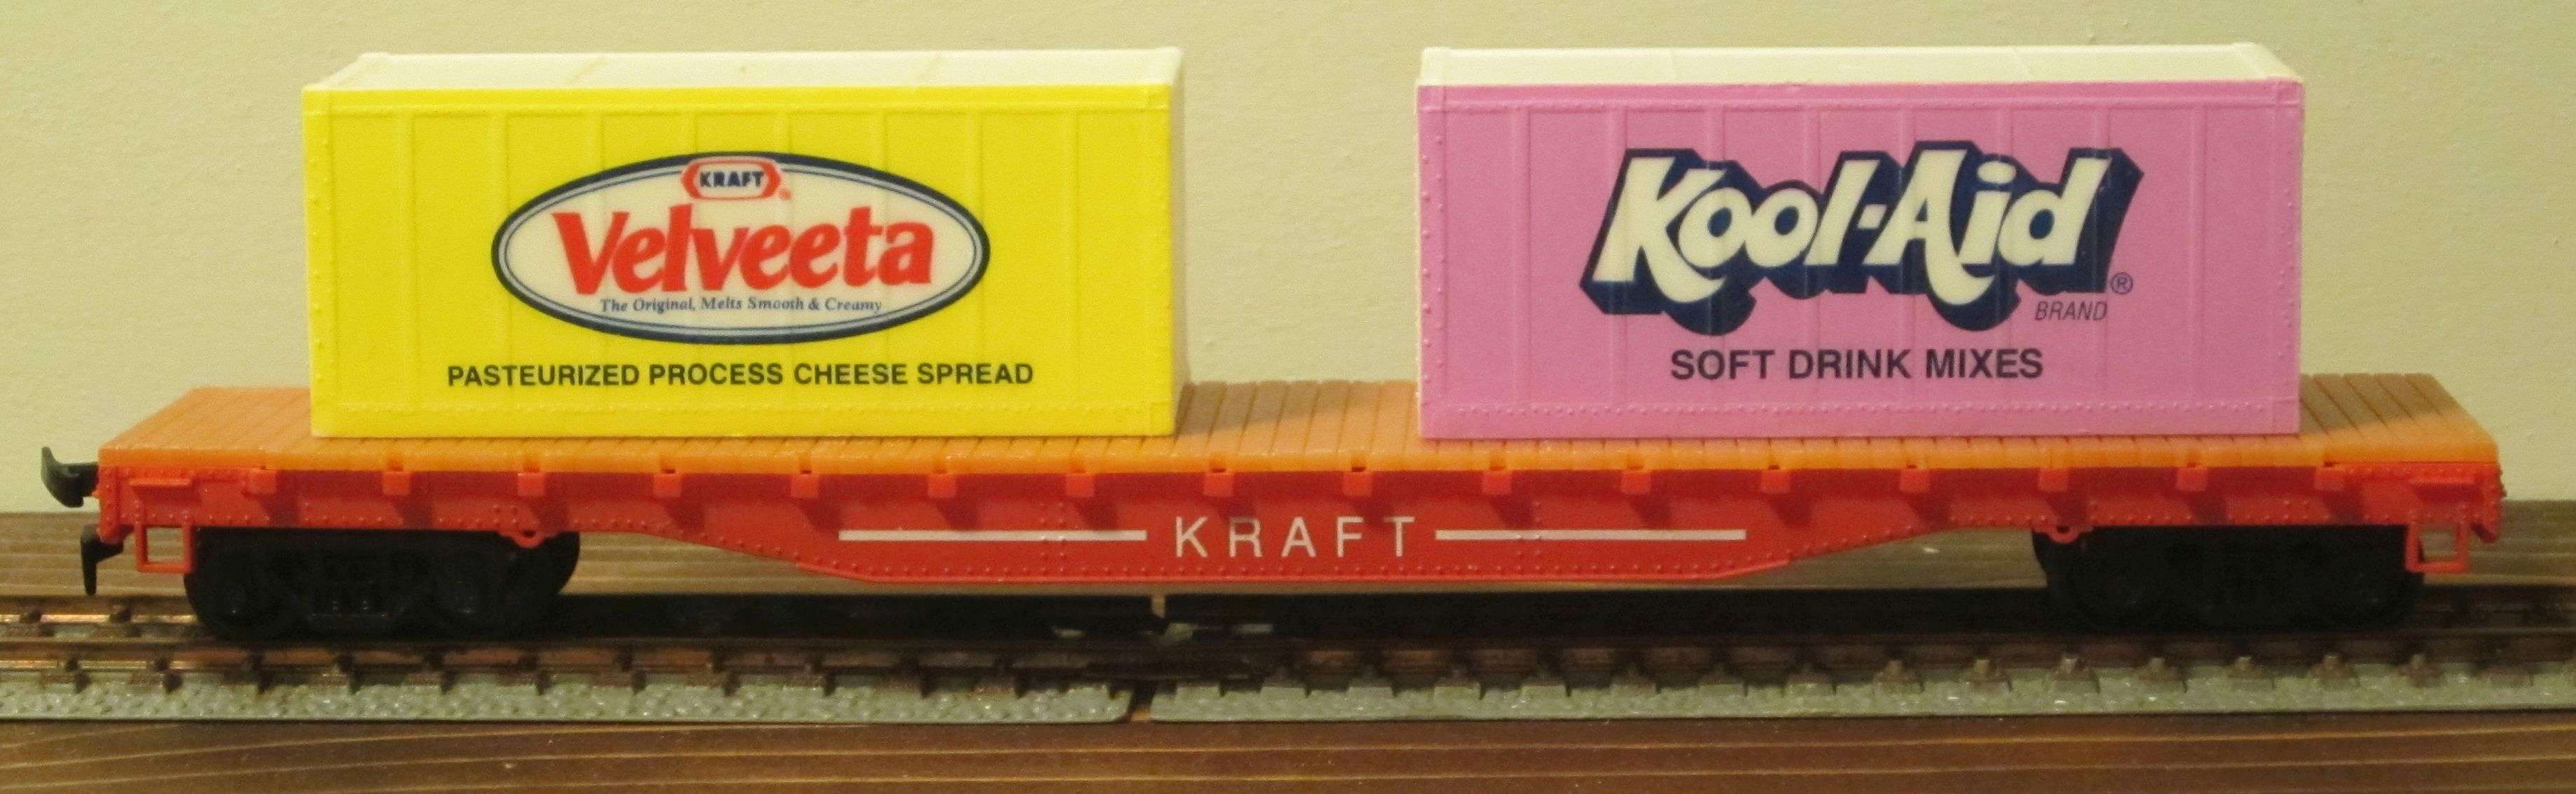 KRAFT
Velveeta
The Original, Melts Smooth & Creamy
PASTEURIZED PROCESS CHEESE SPREAD
Kool-Aid®
BRAND
SOFT DRINK MIXES
KRAFT